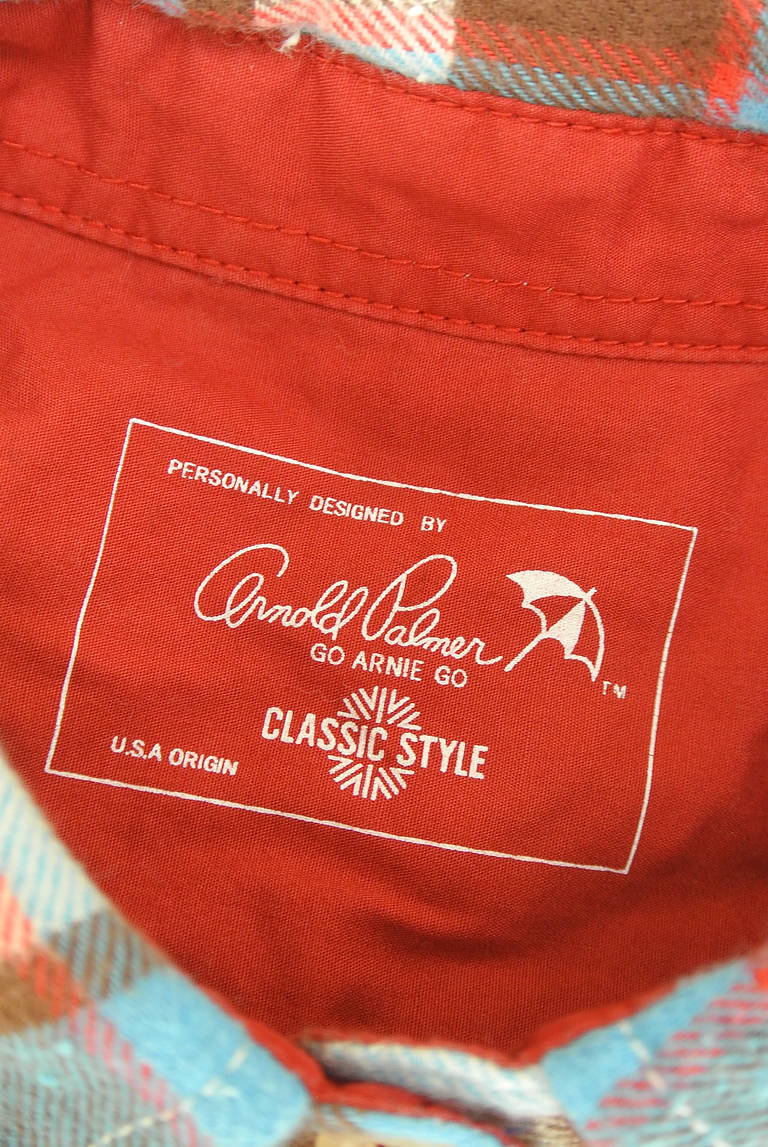 PERSONALLY DESIGNED BY
Arnold Palmer
TM
GO ARNIE GO
CLASSIC STYLE
U.S.A ORIGIN